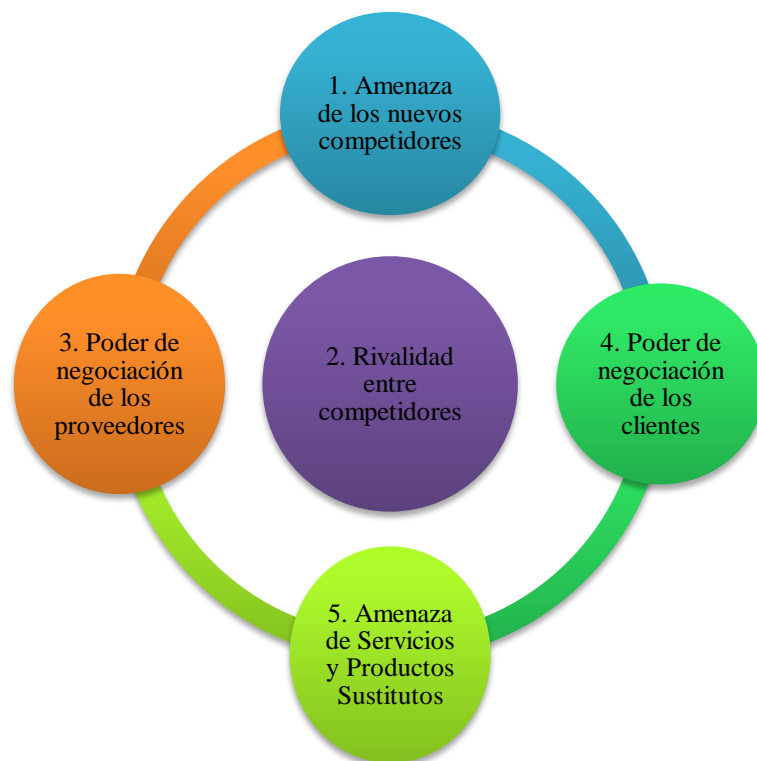 1. Amenaza
de los nuevos
competidores
2. Rivalidad
entre
competidores
3. Poder de
negociación
de los
proveedores
4. Poder de
negociación
de los
clientes
5. Amenaza
de Servicios
y Productos
Sustitutos